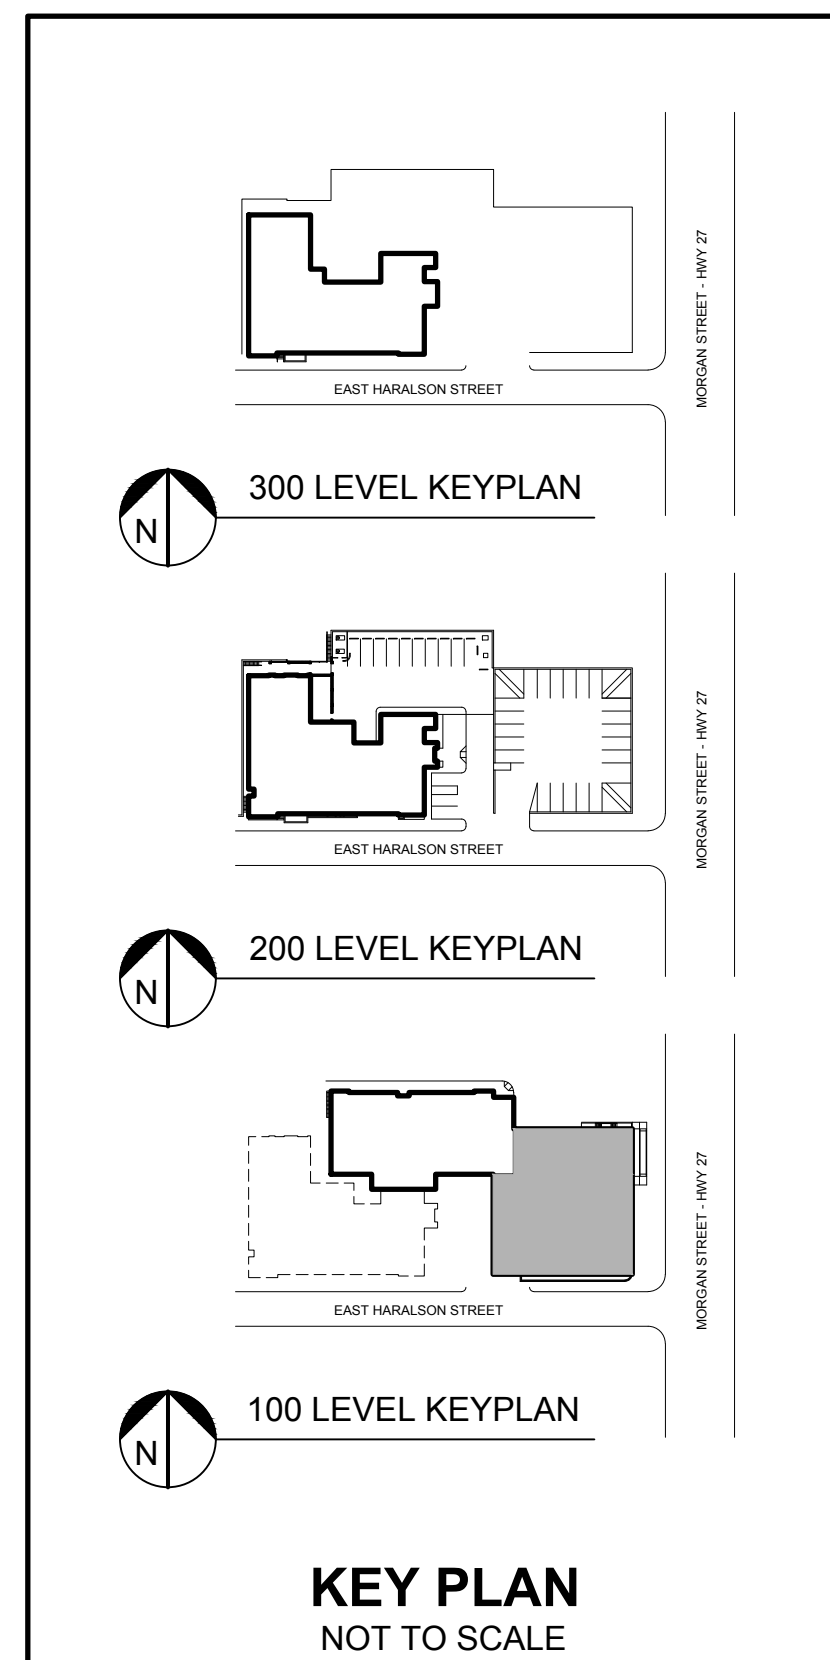 MORGAN STREET - HWY 27
EAST HARALSON STREET
N
300 LEVEL KEYPLAN
MORGAN STREET - HWY 27
EAST HARALSON STREET
N
200 LEVEL KEYPLAN
MORGAN STREET - HWY 27
EAST HARALSON STREET
N
100 LEVEL KEYPLAN
KEY PLAN
NOT TO SCALE